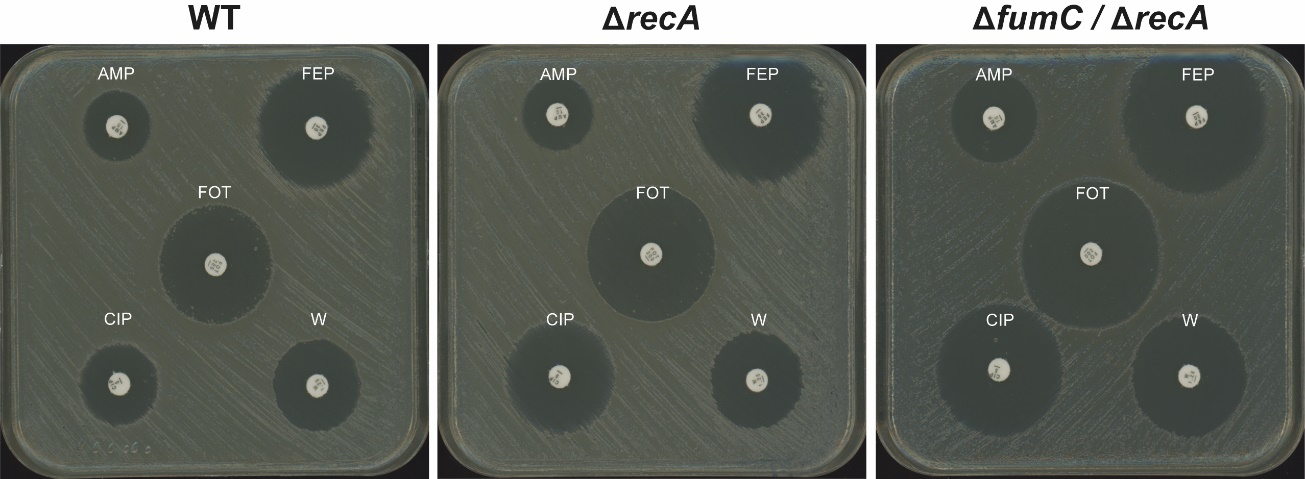 WT
ΔrecA
ΔfumC / ΔrecA
AMP
FEP
FOT
CIP
W
AMP
FEP
FOT
CIP
W
AMP
FEP
FOT
CIP
W